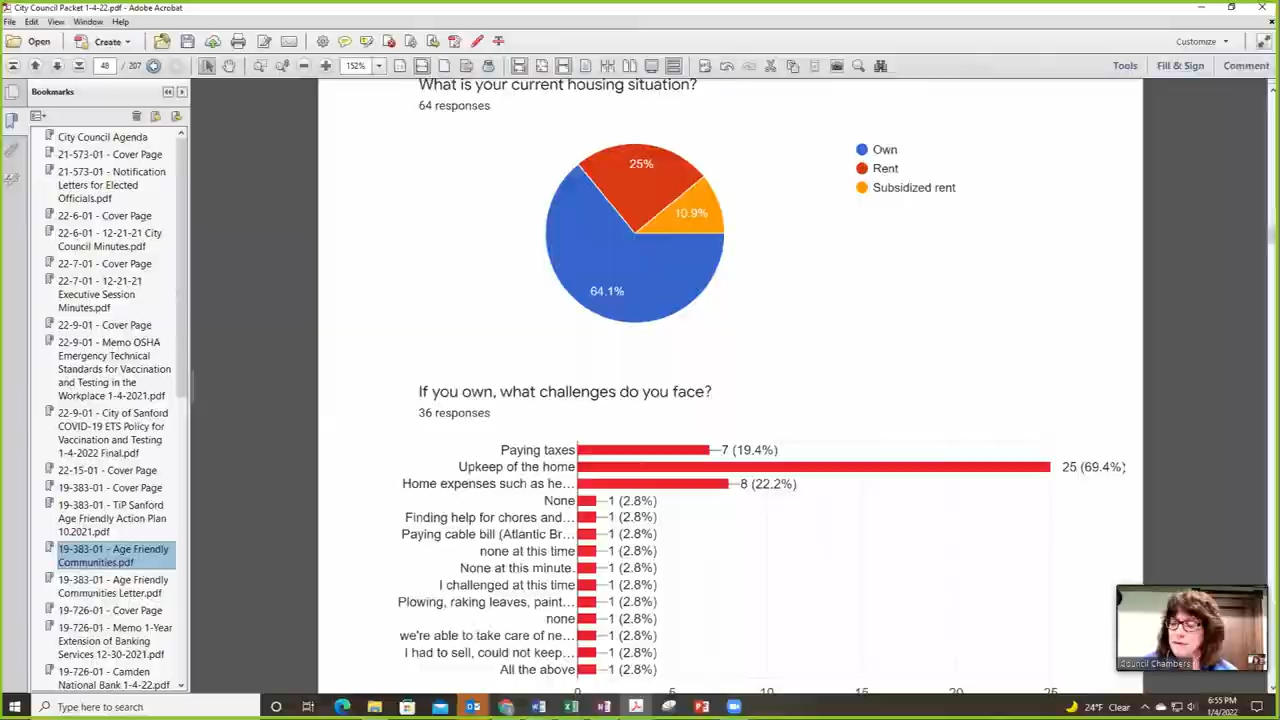 City Council Packet 1-4-22.pdf - Adobe Acrobat
File Edit View Window Help
Open Create Customize
48 / 207 152% Tools Fill & Sign Comment
Bookmarks
City Council Agenda
21-573-01 - Cover Page
21-573-01 - Notification
Letters for Elected
Officials.pdf
22-6-01 - Cover Page
22-6-01 - 12-21-21 City
Council Minutes.pdf
22-7-01 - Cover Page
22-7-01 - 12-21-21
Executive Session
Minutes.pdf
22-9-01 - Cover Page
22-9-01 - Memo OSHA
Emergency Technical
Standards for Vaccination
and Testing in the
Workplace 1-4-2021.pdf
22-9-01 - City of Sanford
COVID-19 ETS Policy for
Vaccination and Testing
1-4-2022 Final.pdf
22-15-01 - Cover Page
19-383-01 - Cover Page
19-383-01 - TiP Sanford
Age Friendly Action Plan
10.2021.pdf
19-383-01 - Age Friendly
Communities.pdf
19-383-01 - Age Friendly
Communities Letter.pdf
19-726-01 - Cover Page
19-726-01 - Memo 1-Year
Extension of Banking
Services 12-30-2021.pdf
19-726-01 - Camden
National Bank 1-4-22.pdf
What is your current housing situation?
64 responses
25%
10.9%
64.1%
Own
Rent
Subsidized rent
If you own, what challenges do you face?
36 responses
Paying taxes 7 (19.4%)
Upkeep of the home 25 (69.4%)
Home expenses such as he... 8 (22.2%)
None 1 (2.8%)
Finding help for chores and... 1 (2.8%)
Paying cable bill (Atlantic Br... 1 (2.8%)
none at this time 1 (2.8%)
None at this minute. 1 (2.8%)
I challenged at this time 1 (2.8%)
Plowing, raking leaves, paint... 1 (2.8%)
none 1 (2.8%)
we're able to take care of ne... 1 (2.8%)
I had to sell, could not keep... 1 (2.8%)
All the above 1 (2.8%)
0 5 10 15 20 25
Council Chambers
Type here to search
24°F Clear
6:55 PM
1/4/2022